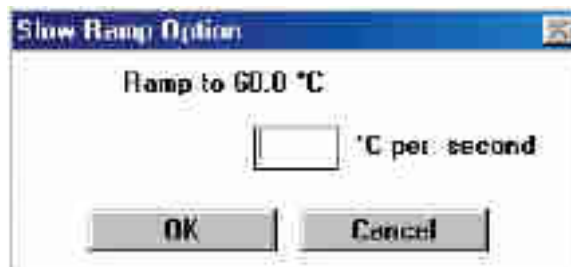 Slow Ramp Option
Ramp to 60.0 °C
°C per second
OK
Cancel